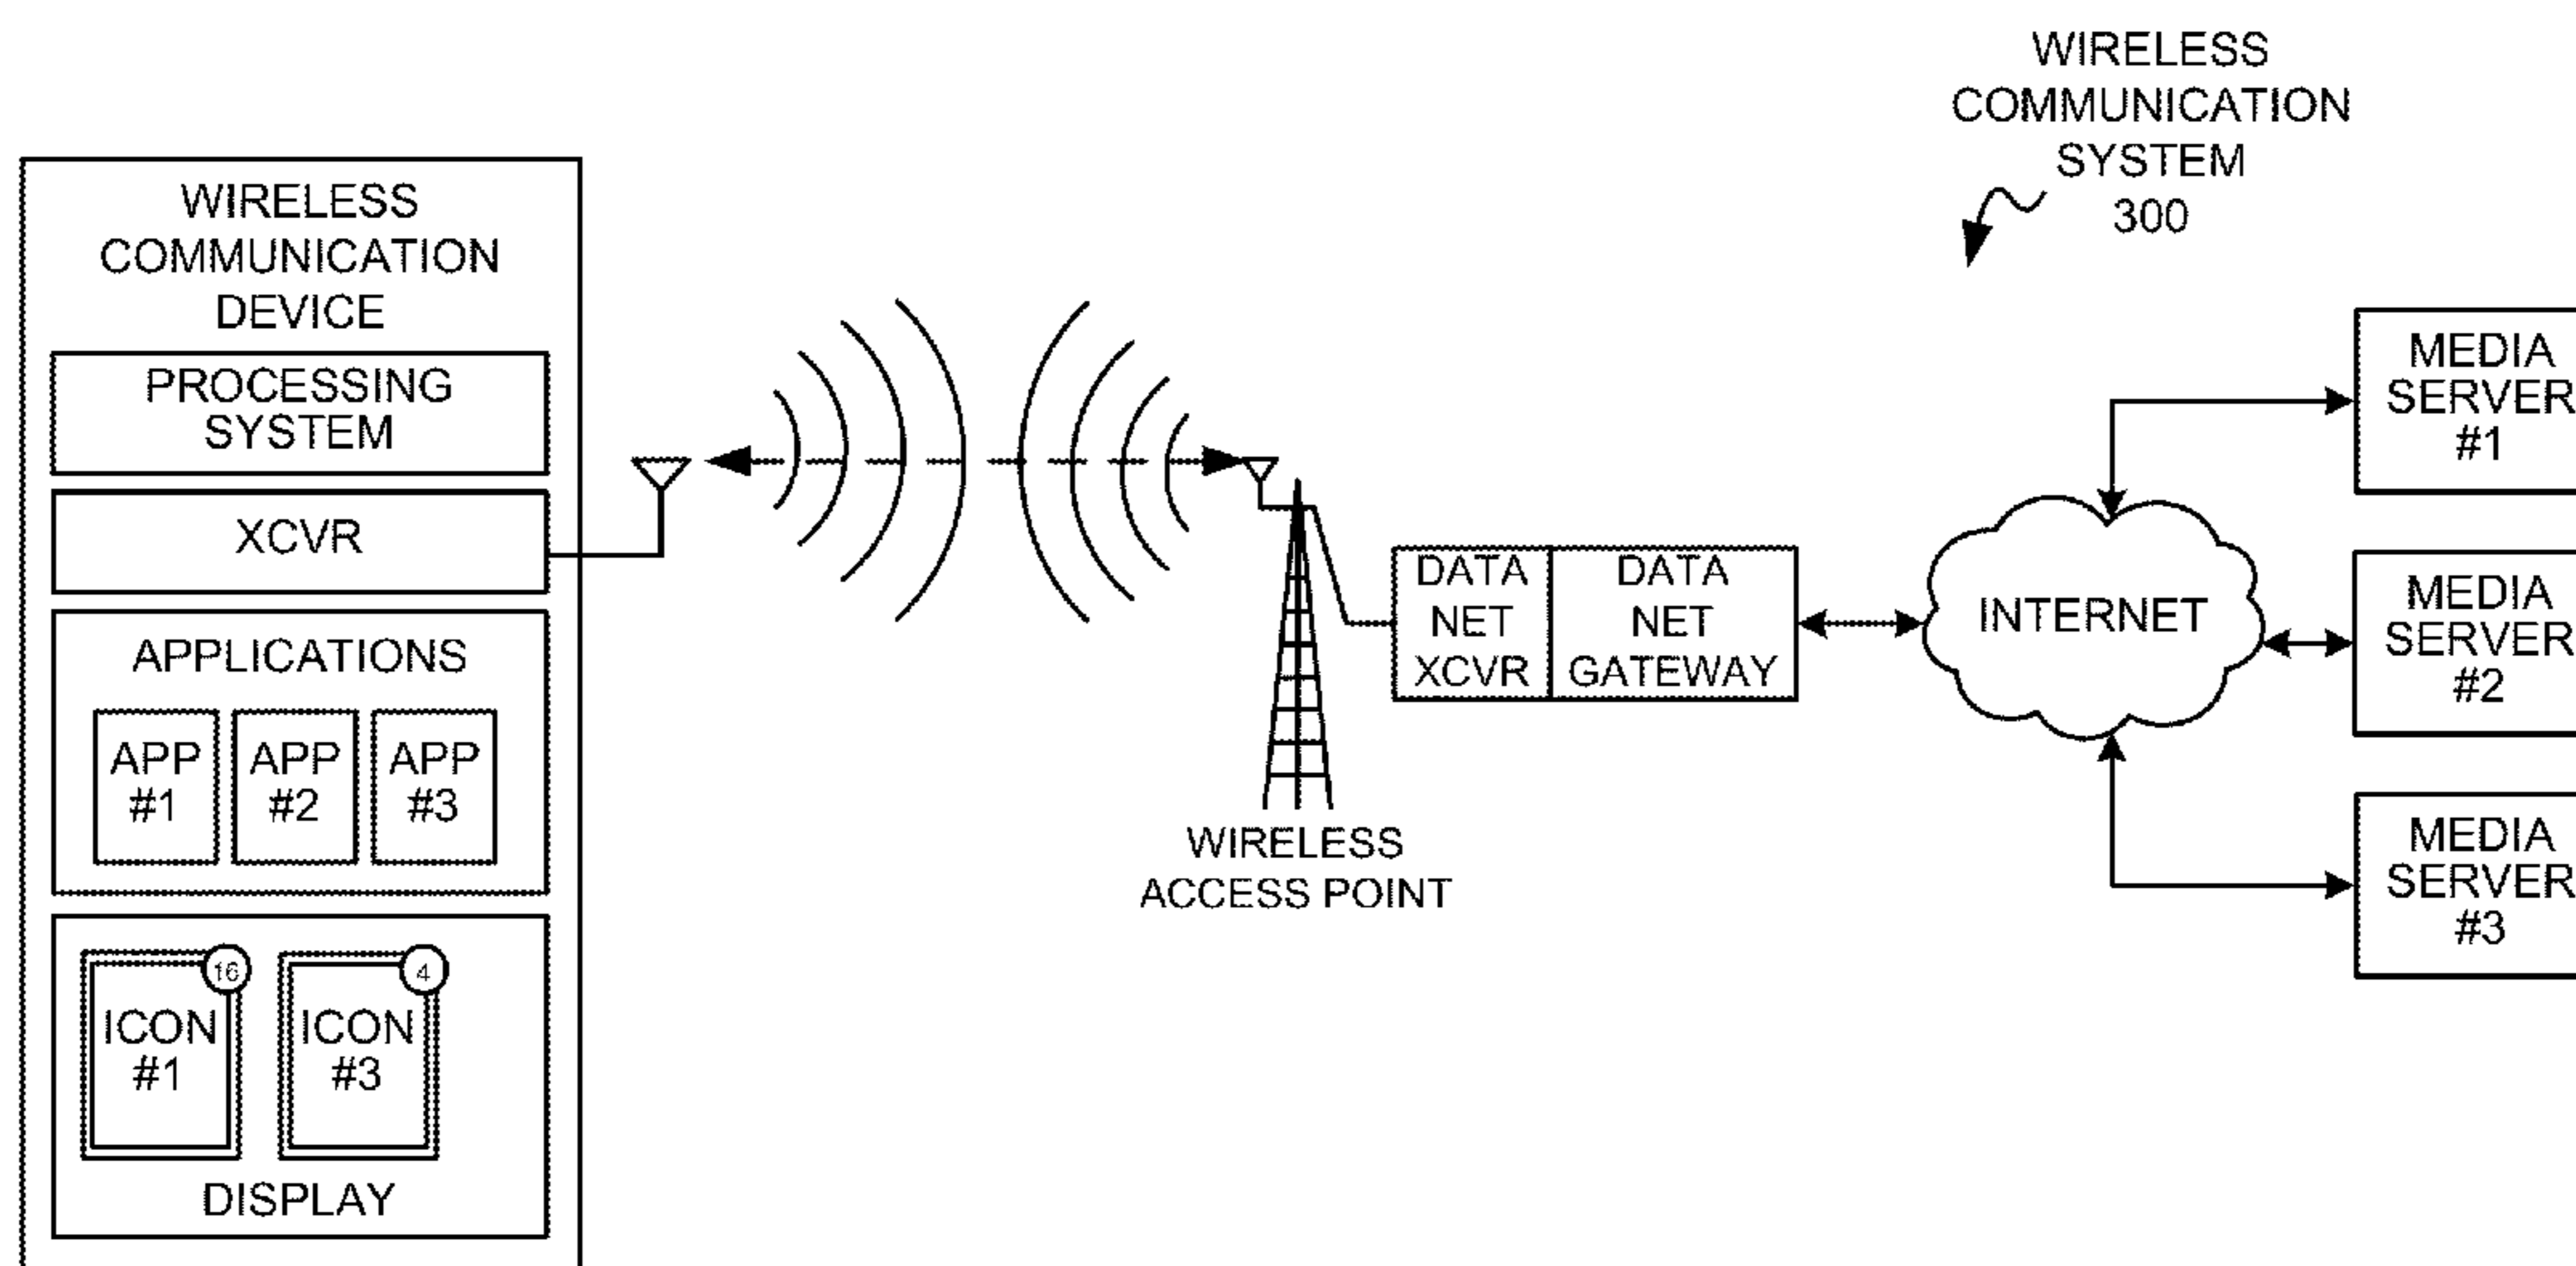 WIRELESS
COMMUNICATION
SYSTEM
300
WIRELESS
COMMUNICATION
DEVICE
PROCESSING
SYSTEM
XCVR
APPLICATIONS
APP
#1
APP
#2
APP
#3
16
ICON
#1
4
ICON
#3
DISPLAY
WIRELESS
ACCESS POINT
DATA
NET
XCVR
DATA
NET
GATEWAY
INTERNET
MEDIA
SERVER
#1
MEDIA
SERVER
#2
MEDIA
SERVER
#3